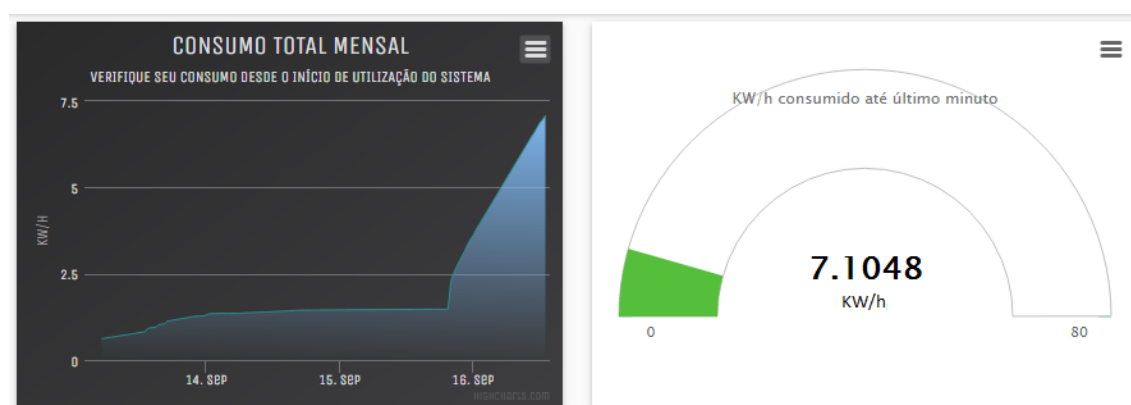 CONSUMO TOTAL MENSAL
VERIFIQUE SEU CONSUMO DESDE O INÍCIO DE UTILIZAÇÃO DO SISTEMA
7.5
5
KW/H
2.5
0
14. SEP
15. SEP
16. SEP
HIGHCHARTS.COM
KW/h consumido até último minuto
7.1048
KW/h
0
80